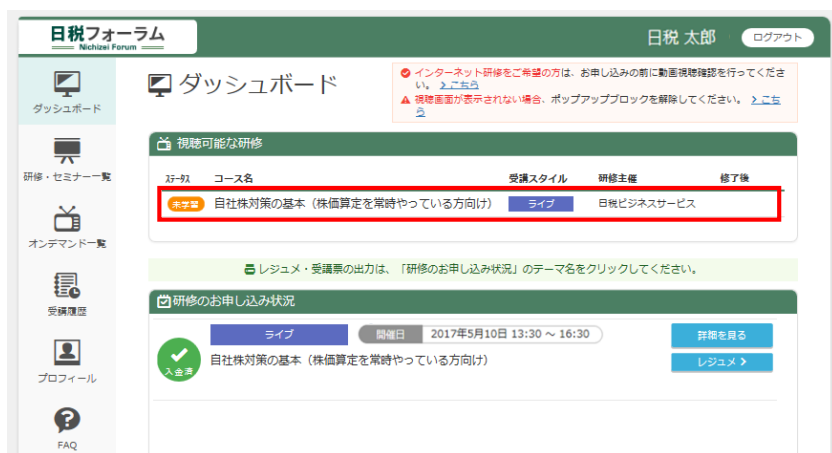 日税フォーラム
Nichizei Forum
日税 太郎
ログアウト
ダッシュボード
研修・セミナー一覧
オンデマンド一覧
受講履歴
プロフィール
FAQ
ダッシュボード
インターネット研修をご希望の方は、お申し込みの前に動画視聴確認を行ってくださ
い。 >こちら
視聴画面が表示されない場合、ポップアップブロックを解除してください。 >こち
ら
視聴可能な研修
ステータス コース名 受講スタイル 研修主催 修了後
未学習 自社株対策の基本（株価算定を常時やっている方向け） ライブ 日税ビジネスサービス
レジュメ・受講票の出力は、「研修のお申し込み状況」のテーマ名をクリックしてください。
研修のお申し込み状況
ライブ 開催日 2017年5月10日 13:30 ～ 16:30 詳細を見る
入金済 自社株対策の基本（株価算定を常時やっている方向け） レジュメ >